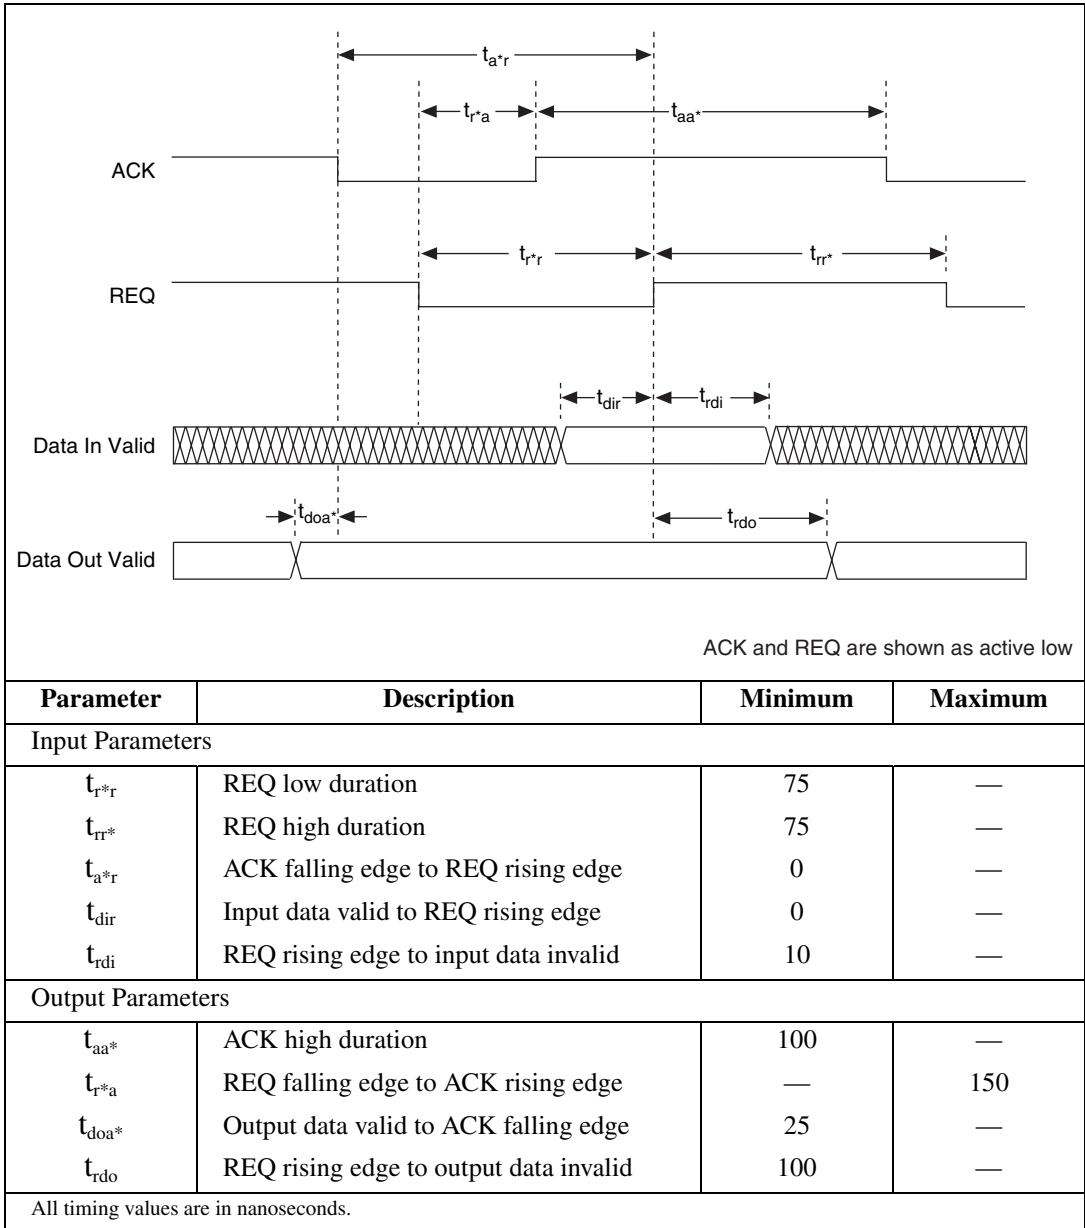 ta*r
tr*a
taa*
ACK
tr*r
trr*
REQ
tdir
trdi
Data In Valid
tdoa*
trdo
Data Out Valid
ACK and REQ are shown as active low
Parameter Description Minimum Maximum
Input Parameters
tr*r REQ low duration 75 —
trr* REQ high duration 75 —
ta*r ACK falling edge to REQ rising edge 0 —
tdir Input data valid to REQ rising edge 0 —
trdi REQ rising edge to input data invalid 10 —
Output Parameters
taa* ACK high duration 100 —
tr*a REQ falling edge to ACK rising edge — 150
tdoa* Output data valid to ACK falling edge 25 —
trdo REQ rising edge to output data invalid 100 —
All timing values are in nanoseconds.